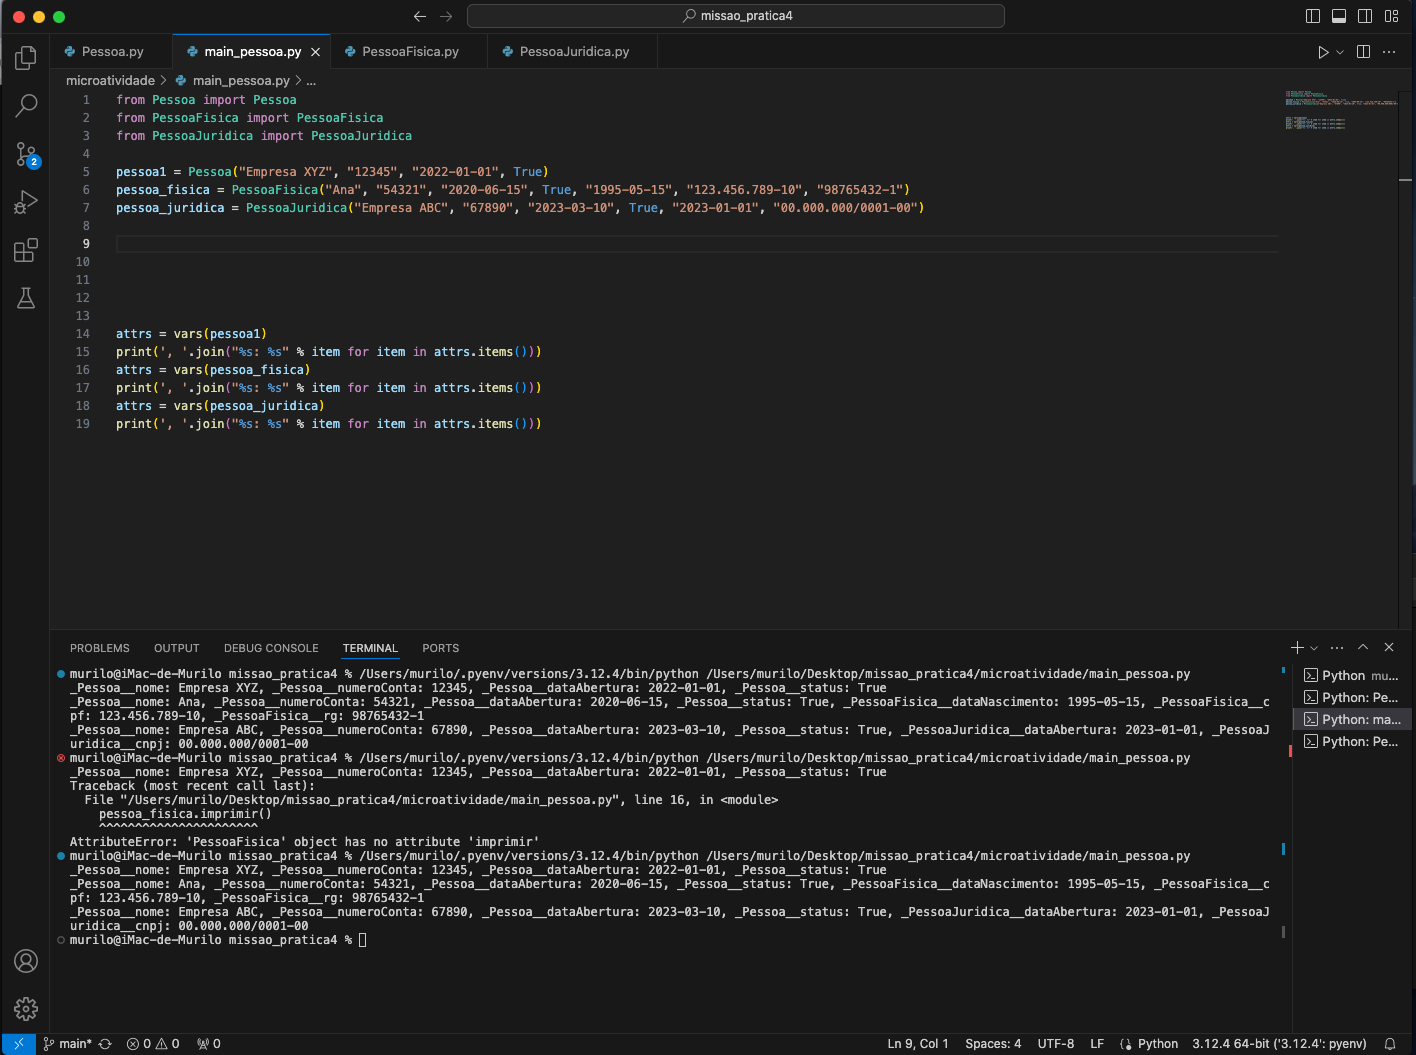 missao_pratica4
Pessoa.py
main_pessoa.py
PessoaFisica.py
PessoaJuridica.py
microatividade > main_pessoa.py > ...
1 from Pessoa import Pessoa
2 from PessoaFisica import PessoaFisica
3 from PessoaJuridica import PessoaJuridica
4
5 pessoa1 = Pessoa("Empresa XYZ", "12345", "2022-01-01", True)
6 pessoa_fisica = PessoaFisica("Ana", "54321", "2020-06-15", True, "1995-05-15", "123.456.789-10", "98765432-1")
7 pessoa_juridica = PessoaJuridica("Empresa ABC", "67890", "2023-03-10", True, "2023-01-01", "00.000.000/0001-00")
8
9
10
11
12
13
14 attrs = vars(pessoa1)
15 print(', '.join("%s: %s" % item for item in attrs.items()))
16 attrs = vars(pessoa_fisica)
17 print(', '.join("%s: %s" % item for item in attrs.items()))
18 attrs = vars(pessoa_juridica)
19 print(', '.join("%s: %s" % item for item in attrs.items()))
2
PROBLEMS OUTPUT DEBUG CONSOLE TERMINAL PORTS
murilo@iMac-de-Murilo missao_pratica4 % /Users/murilo/.pyenv/versions/3.12.4/bin/python /Users/murilo/Desktop/missao_pratica4/microatividade/main_pessoa.py
_Pessoa__nome: Empresa XYZ, _Pessoa__numeroConta: 12345, _Pessoa__dataAbertura: 2022-01-01, _Pessoa__status: True
_Pessoa__nome: Ana, _Pessoa__numeroConta: 54321, _Pessoa__dataAbertura: 2020-06-15, _Pessoa__status: True, _PessoaFisica__dataNascimento: 1995-05-15, _PessoaFisica__c
pf: 123.456.789-10, _PessoaFisica__rg: 98765432-1
_Pessoa__nome: Empresa ABC, _Pessoa__numeroConta: 67890, _Pessoa__dataAbertura: 2023-03-10, _Pessoa__status: True, _PessoaJuridica__dataAbertura: 2023-01-01, _PessoaJ
uridica__cnpj: 00.000.000/0001-00
murilo@iMac-de-Murilo missao_pratica4 % /Users/murilo/.pyenv/versions/3.12.4/bin/python /Users/murilo/Desktop/missao_pratica4/microatividade/main_pessoa.py
_Pessoa__nome: Empresa XYZ, _Pessoa__numeroConta: 12345, _Pessoa__dataAbertura: 2022-01-01, _Pessoa__status: True
Traceback (most recent call last):
File "/Users/murilo/Desktop/missao_pratica4/microatividade/main_pessoa.py", line 16, in <module>
pessoa_fisica.imprimir()
^^^^^^^^^^^^^^^^^^^^^^
AttributeError: 'PessoaFisica' object has no attribute 'imprimir'
murilo@iMac-de-Murilo missao_pratica4 % /Users/murilo/.pyenv/versions/3.12.4/bin/python /Users/murilo/Desktop/missao_pratica4/microatividade/main_pessoa.py
_Pessoa__nome: Empresa XYZ, _Pessoa__numeroConta: 12345, _Pessoa__dataAbertura: 2022-01-01, _Pessoa__status: True
_Pessoa__nome: Ana, _Pessoa__numeroConta: 54321, _Pessoa__dataAbertura: 2020-06-15, _Pessoa__status: True, _PessoaFisica__dataNascimento: 1995-05-15, _PessoaFisica__c
pf: 123.456.789-10, _PessoaFisica__rg: 98765432-1
_Pessoa__nome: Empresa ABC, _Pessoa__numeroConta: 67890, _Pessoa__dataAbertura: 2023-03-10, _Pessoa__status: True, _PessoaJuridica__dataAbertura: 2023-01-01, _PessoaJ
uridica__cnpj: 00.000.000/0001-00
murilo@iMac-de-Murilo missao_pratica4 %
Python mu...
Python: Pe...
Python: ma...
Python: Pe...
main* 0 0 0 Ln 9, Col 1 Spaces: 4 UTF-8 LF Python 3.12.4 64-bit ('3.12.4': pyenv)